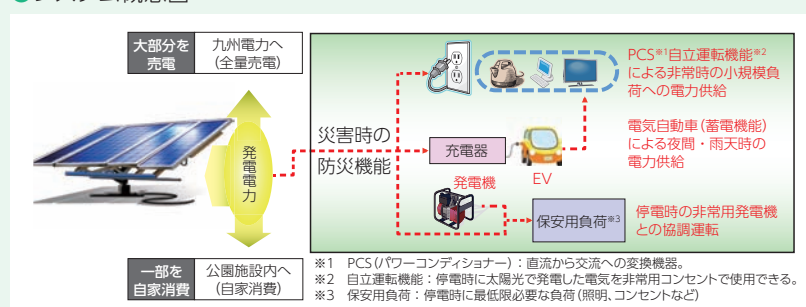 大部分を
売電
九州電力へ
(全量売電)
発電電力
一部を
自家消費
公園施設内へ
(自家消費)
災害時の
防災機能
PCS※1自立運転機能※2
による非常時の小規模負
荷への電力供給
充電器
EV
電気自動車(蓄電機能)
による夜間・雨天時の
電力供給
発電機
保安用負荷※3
停電時の非常用発電機
との協調運転
※1 PCS(パワーコンディショナー):直流から交流への変換機器。
※2 自立運転機能:停電時に太陽光で発電した電気を非常用コンセントで使用できる。
※3 保安用負荷:停電時に最低限必要な負荷(照明、コンセントなど)